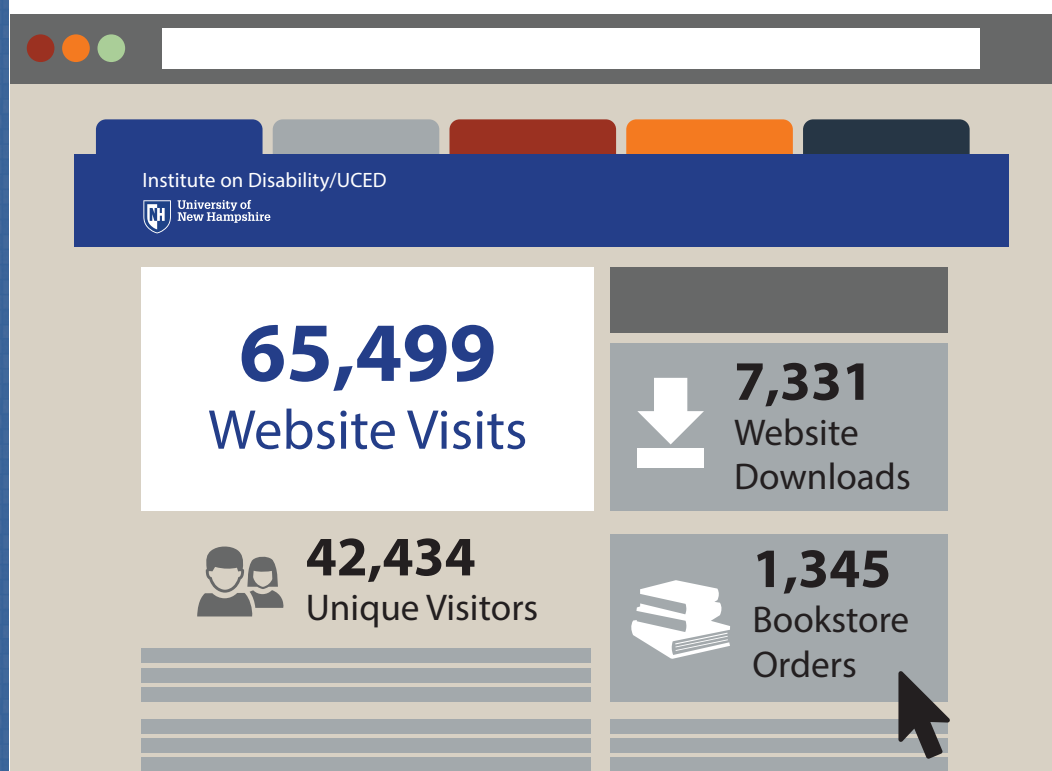 Institute on Disability/UCED
NH
University of
New Hampshire
65,499
Website Visits
7,331
Website
Downloads
42,434
Unique Visitors
1,345
Bookstore
Orders